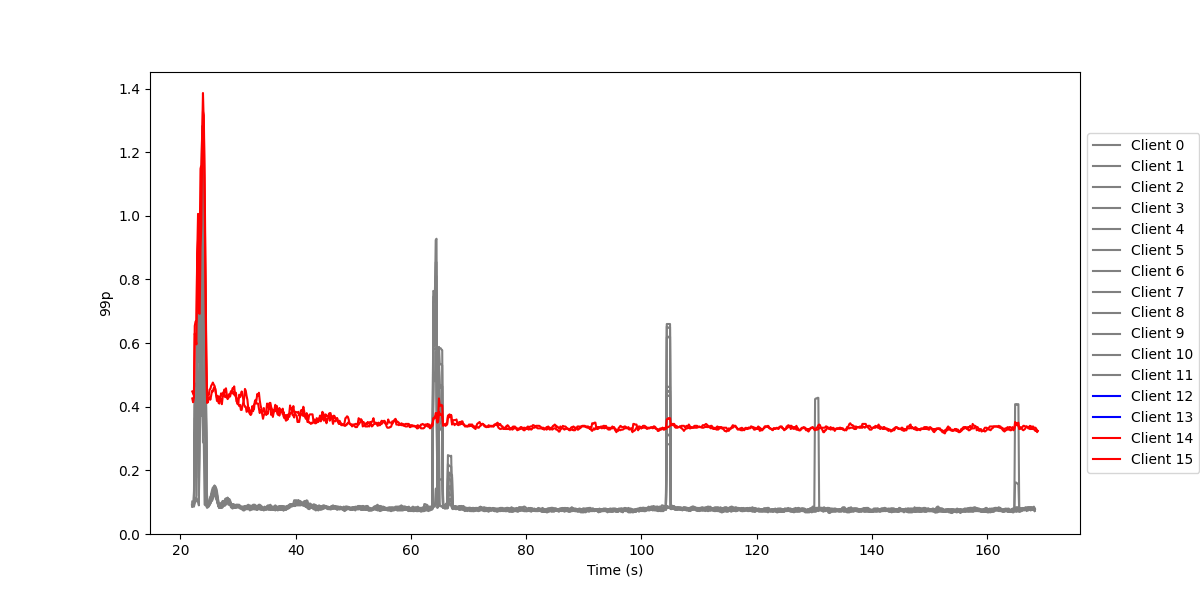 1.4
1.2
1.0
0.8
0.6
0.4
0.2
0.0
99p
20 40 60 80 100 120 140 160
Time (s)
Client 0
Client 1
Client 2
Client 3
Client 4
Client 5
Client 6
Client 7
Client 8
Client 9
Client 10
Client 11
Client 12
Client 13
Client 14
Client 15